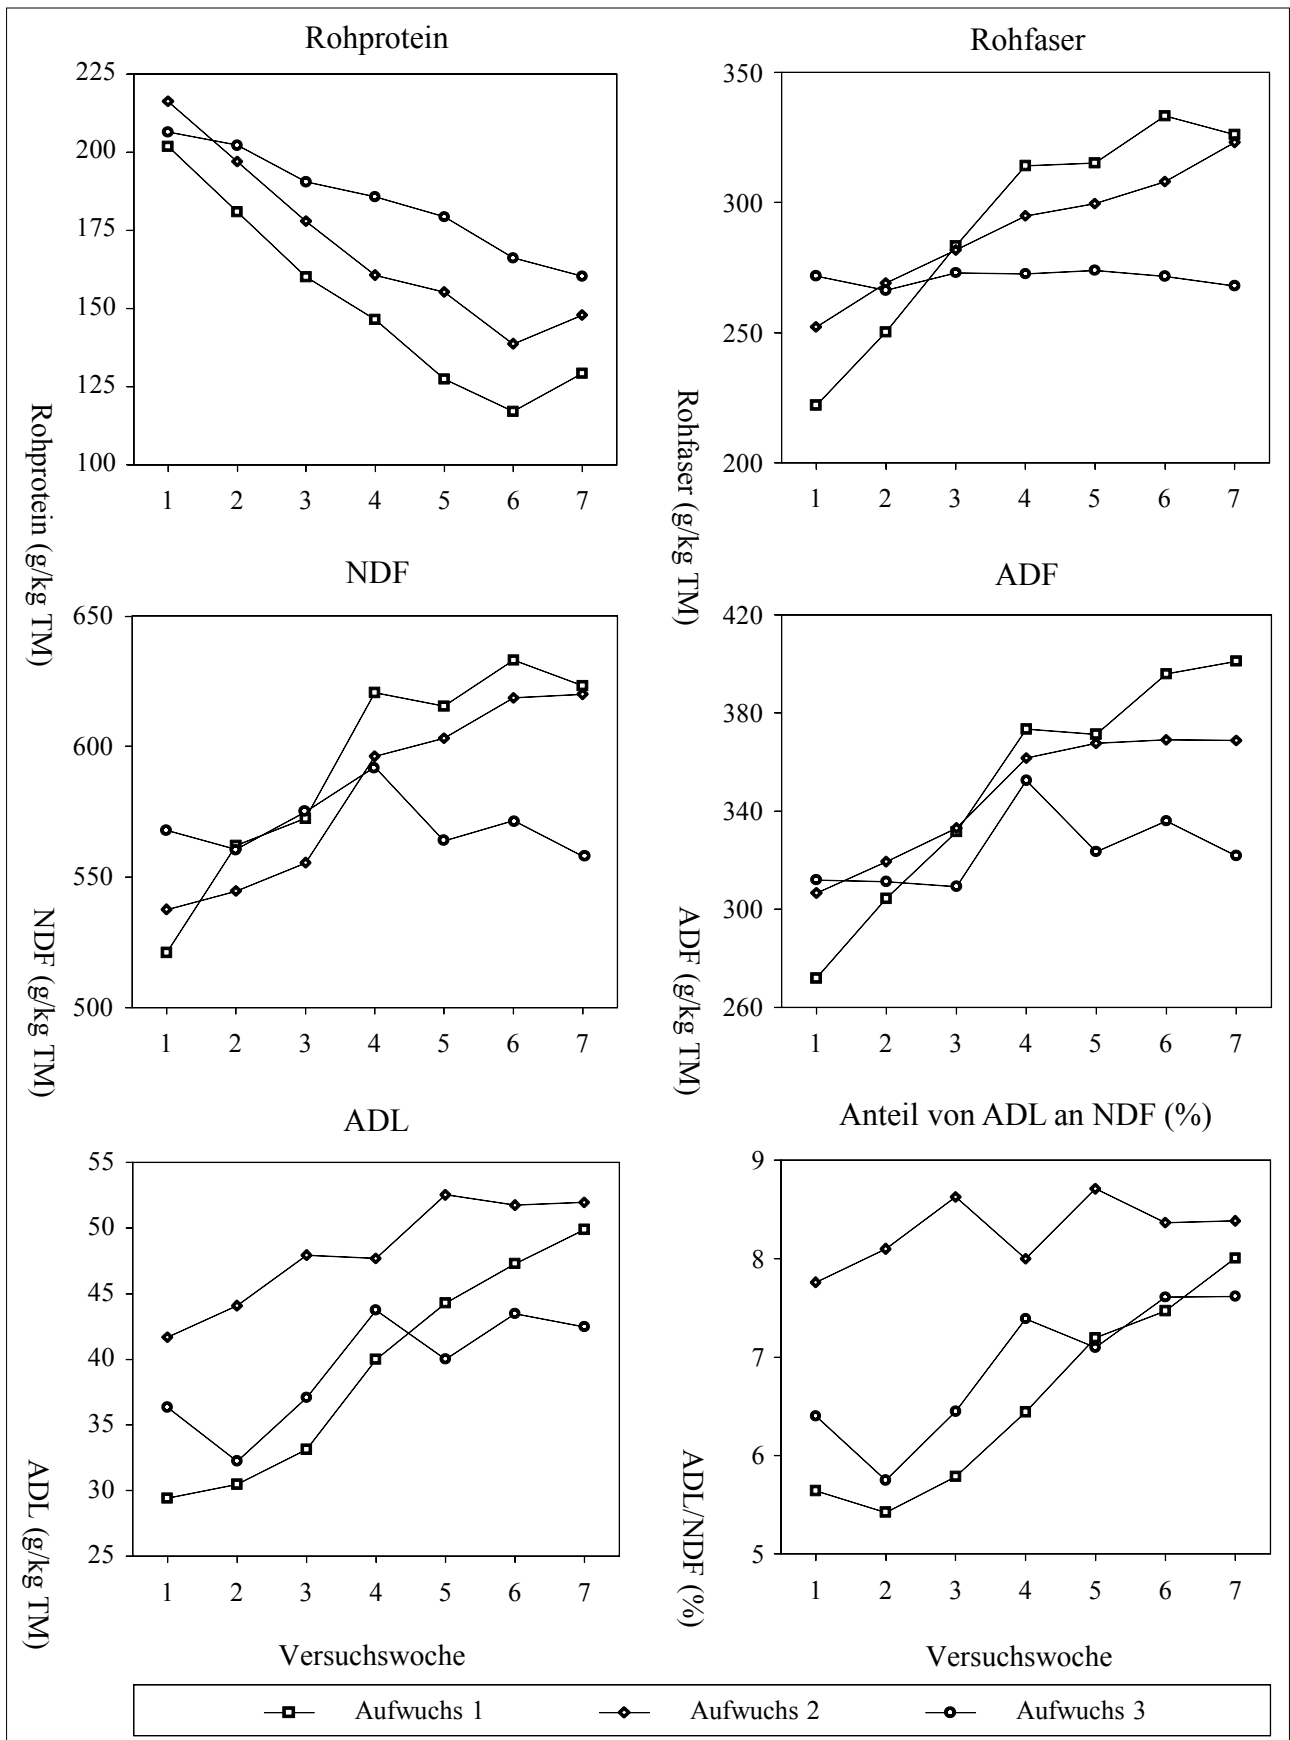 Rohprotein
225
200
175
150
125
100
1 2 3 4 5 6 7
Rohprotein (g/kg TM)
Rohfaser
350
300
250
200
1 2 3 4 5 6 7
Rohfaser (g/kg TM)
NDF
650
600
550
500
1 2 3 4 5 6 7
NDF (g/kg TM)
ADF
420
380
340
300
260
1 2 3 4 5 6 7
ADF (g/kg TM)
ADL
55
50
45
40
35
30
25
1 2 3 4 5 6 7
ADL (g/kg TM)
Versuchswoche
Anteil von ADL an NDF (%)
9
8
7
6
5
1 2 3 4 5 6 7
ADL/NDF (%)
Versuchswoche
Aufwuchs 1 Aufwuchs 2 Aufwuchs 3